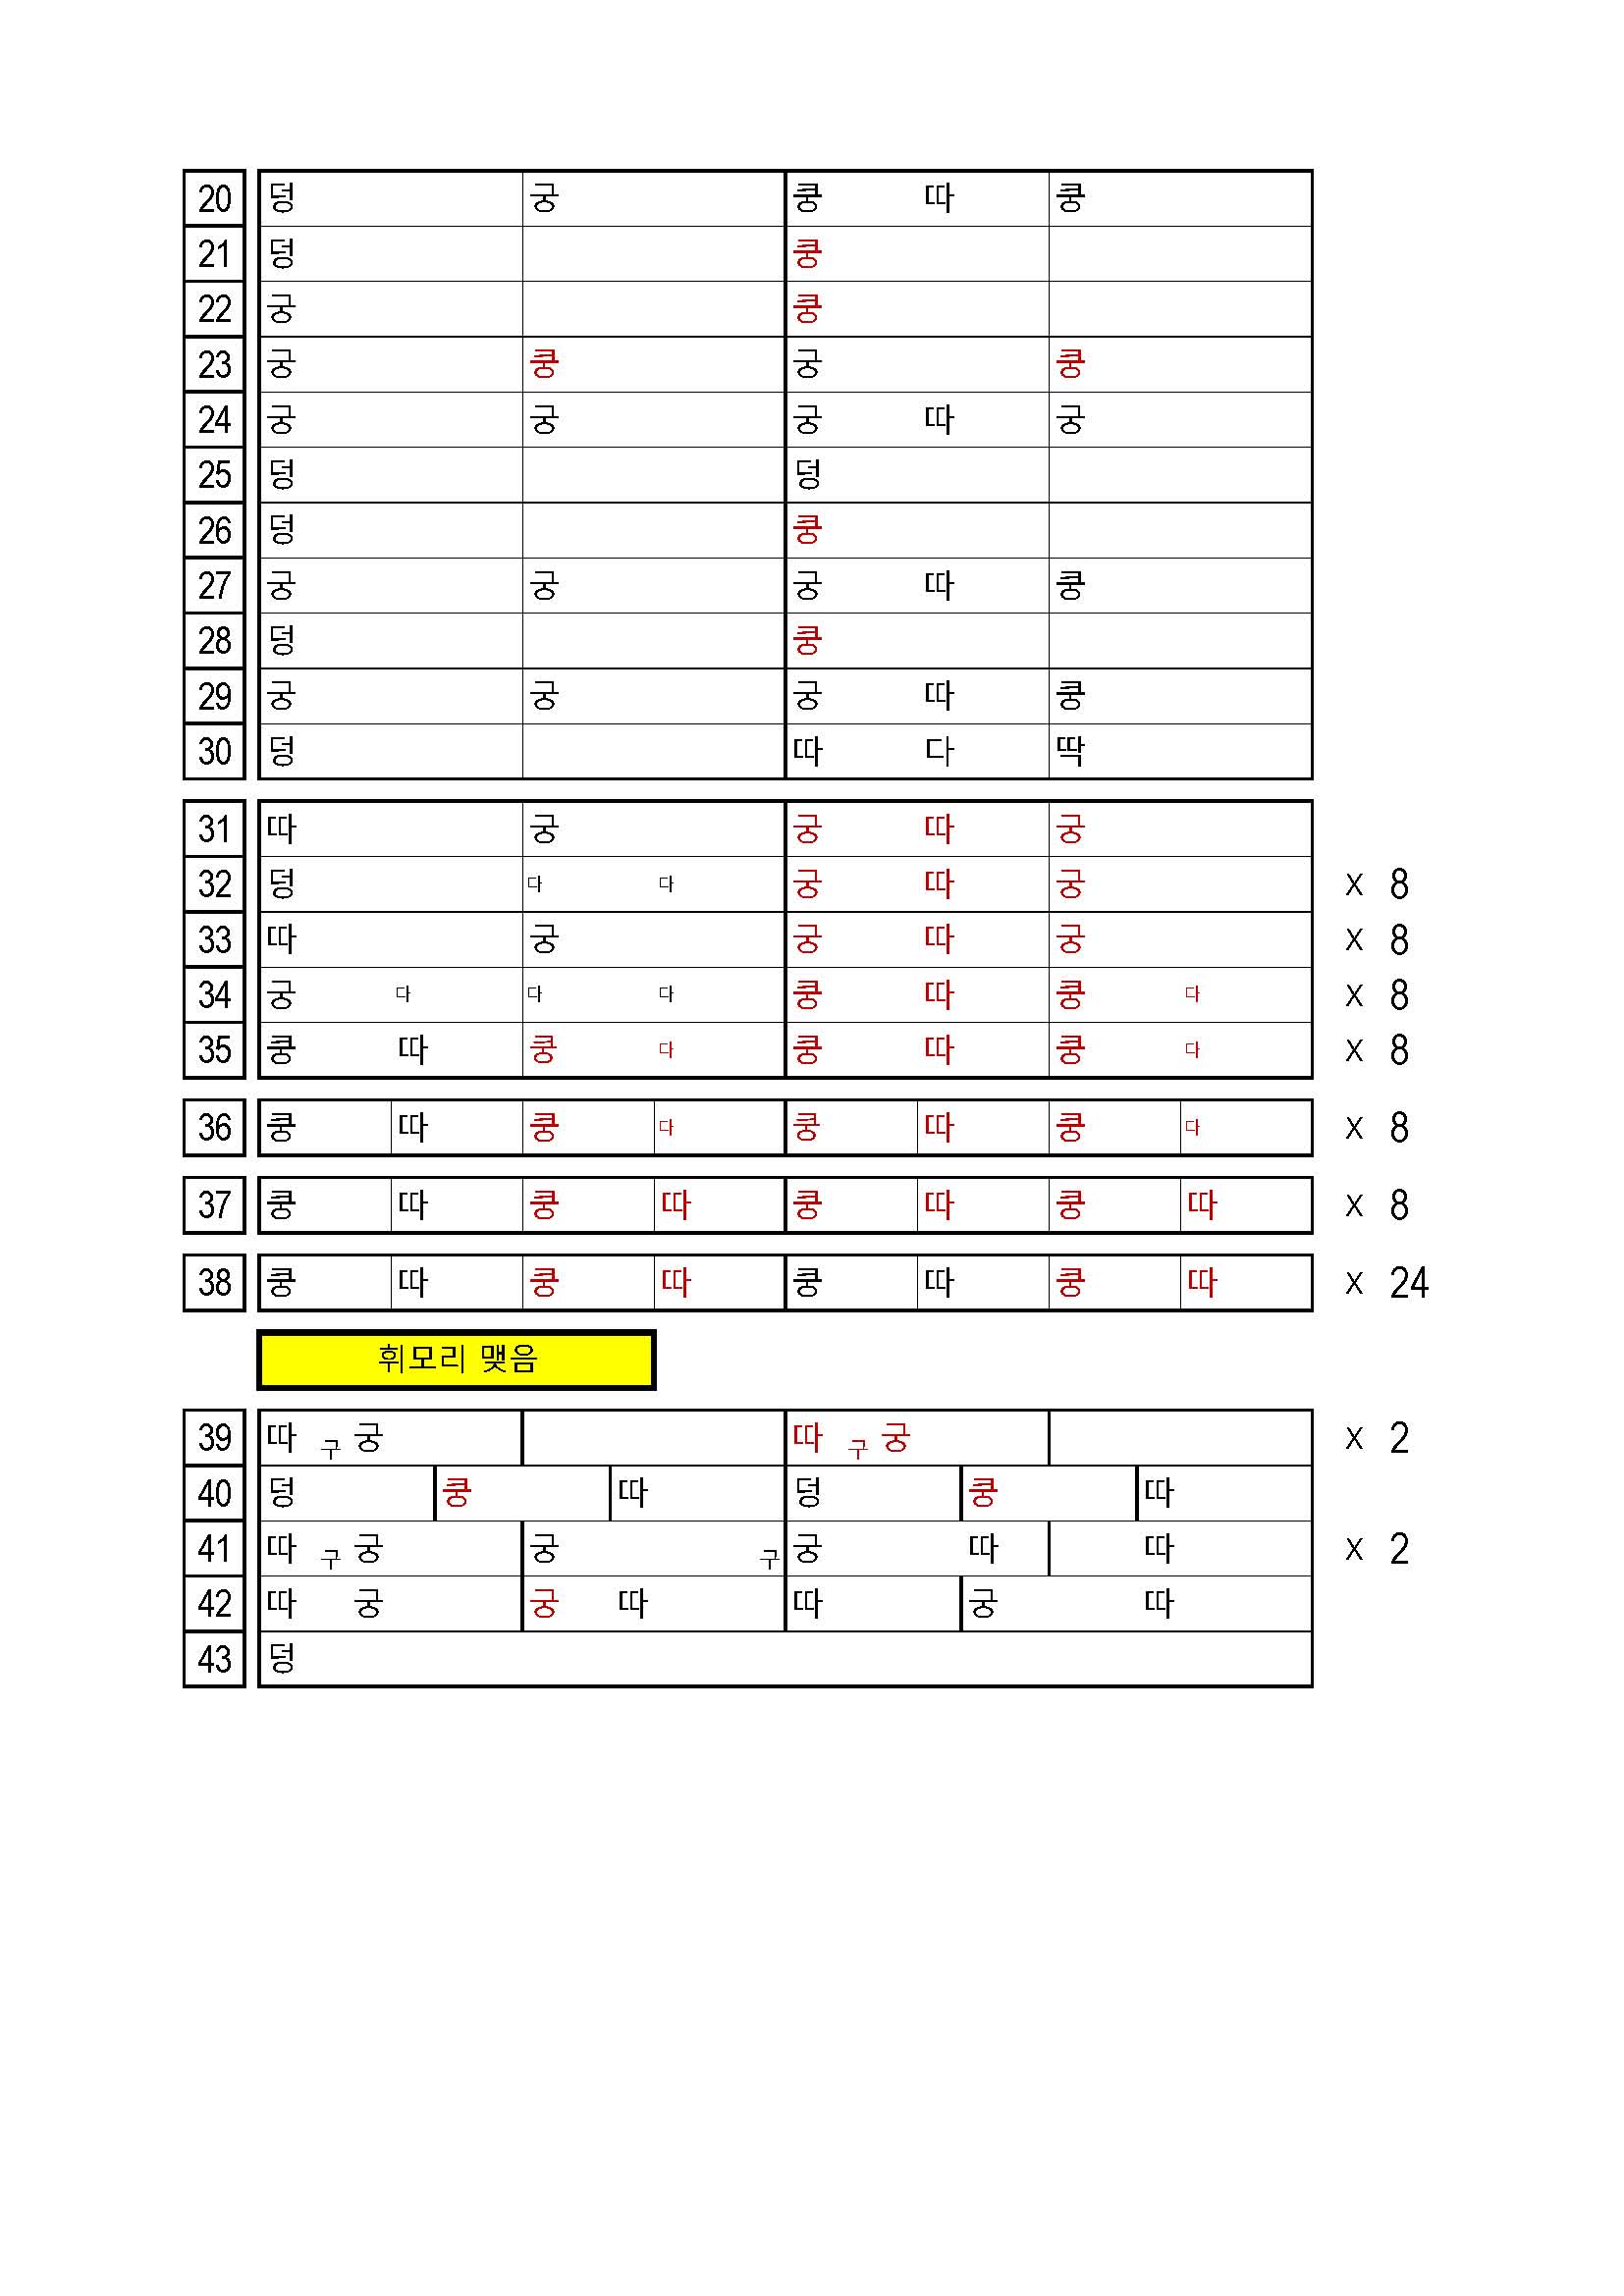 20 덩 궁 쿵 따 쿵
21 덩 쿵
22 궁 쿵
23 궁 쿵 궁 쿵
24 궁 궁 궁 따 궁
25 덩 덩
26 덩 쿵
27 궁 궁 궁 따 쿵
28 덩 쿵
29 궁 궁 궁 따 쿵
30 덩 따 다 딱
31 따 궁 궁 따 궁
32 덩 다 다 궁 따 궁 x 8
33 따 궁 궁 따 궁 x 8
34 궁 다 다 다 쿵 따 쿵 다 x 8
35 쿵 따 쿵 다 쿵 따 쿵 다 x 8
36 쿵 따 쿵 다 쿵 따 쿵 다 x 8
37 쿵 따 쿵 따 쿵 따 쿵 따 x 8
38 쿵 따 쿵 따 쿵 따 쿵 따 x 24
휘모리 맺음
39 따 구 궁 따 구 궁 x 2
40 덩 쿵 따 덩 쿵 따
41 따 구 궁 궁 구 궁 따 따 x 2
42 따 궁 궁 따 따 궁 따
43 덩